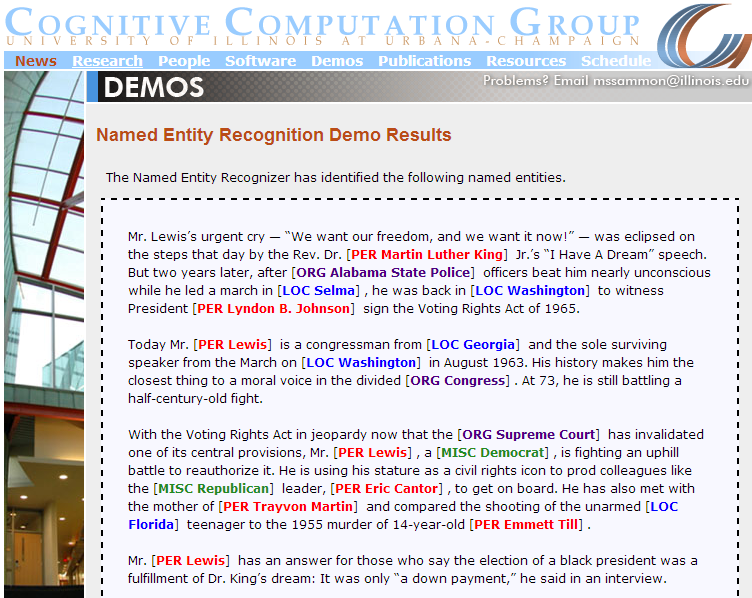 COGNITIVE COMPUTATION GROUP
UNIVERSITY OF ILLINOIS AT URBANA-CHAMPAIGN
News Research People Software Demos Publications Resources Schedule
DEMOS
Problems? Email mssammon@illinois.edu
Named Entity Recognition Demo Results
The Named Entity Recognizer has identified the following named entities.
Mr. Lewis’s urgent cry — “We want our freedom, and we want it now!” — was eclipsed on
the steps that day by the Rev. Dr. [PER Martin Luther King] Jr.’s “I Have A Dream” speech.
But two years later, after [ORG Alabama State Police] officers beat him nearly unconscious
while he led a march in [LOC Selma] , he was back in [LOC Washington] to witness
President [PER Lyndon B. Johnson] sign the Voting Rights Act of 1965.
Today Mr. [PER Lewis] is a congressman from [LOC Georgia] and the sole surviving
speaker from the March on [LOC Washington] in August 1963. His history makes him the
closest thing to a moral voice in the divided [ORG Congress] . At 73, he is still battling a
half-century-old fight.
With the Voting Rights Act in jeopardy now that the [ORG Supreme Court] has invalidated
one of its central provisions, Mr. [PER Lewis] , a [MISC Democrat] , is fighting an uphill
battle to reauthorize it. He is using his stature as a civil rights icon to prod colleagues like
the [MISC Republican] leader, [PER Eric Cantor] , to get on board. He has also met with
the mother of [PER Trayvon Martin] and compared the shooting of the unarmed [LOC
Florida] teenager to the 1955 murder of 14-year-old [PER Emmett Till] .
Mr. [PER Lewis] has an answer for those who say the election of a black president was a
fulfillment of Dr. King’s dream: It was only “a down payment,” he said in an interview.